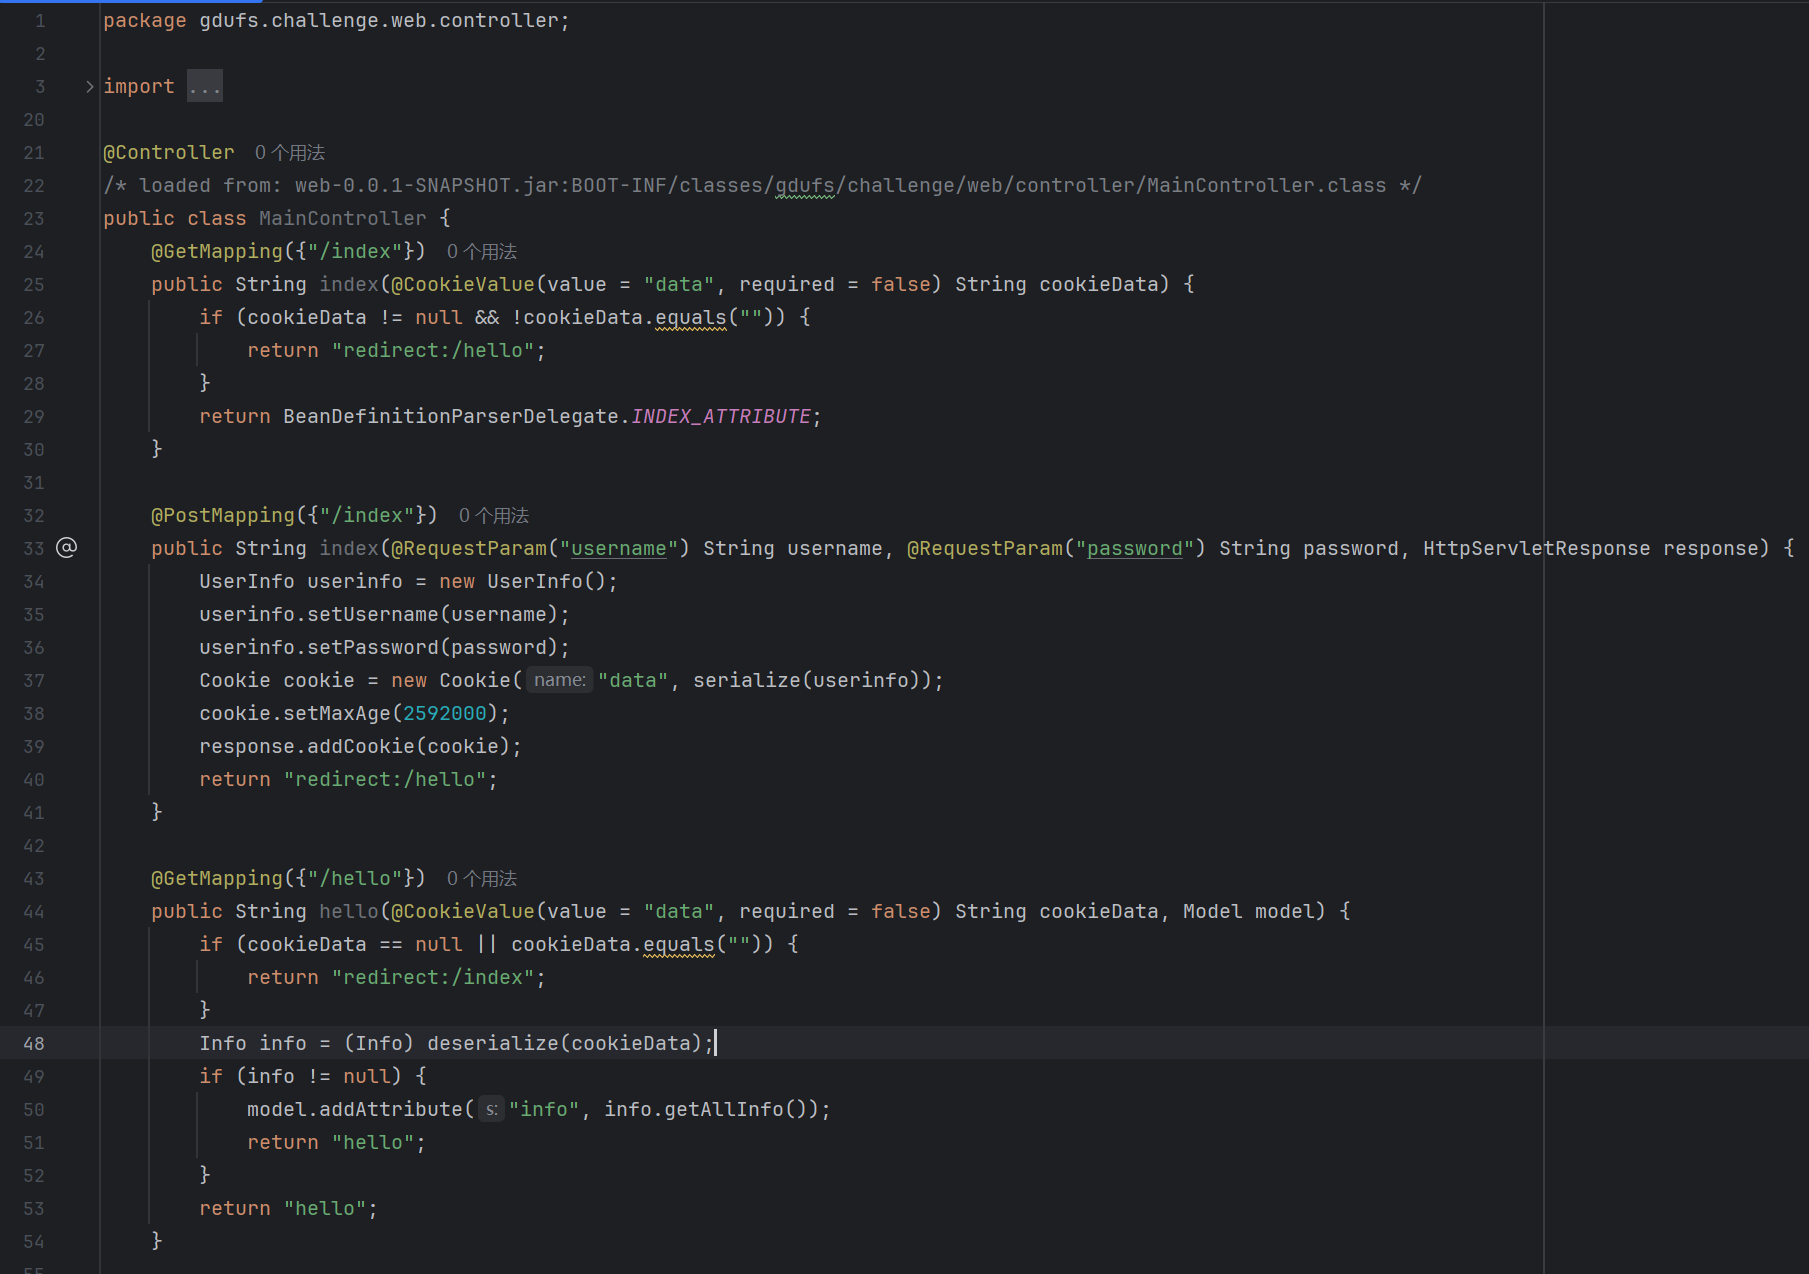 1 package gdufs.challenge.web.controller;
2
3 import ...
20
21 @Controller 0 个用法
22 /* loaded from: web-0.0.1-SNAPSHOT.jar:BOOT-INF/classes/gdufs/challenge/web/controller/MainController.class */
23 public class MainController {
24 @GetMapping({"/index"}) 0 个用法
25 public String index(@CookieValue(value = "data", required = false) String cookieData) {
26 if (cookieData != null && !cookieData.equals("")) {
27 return "redirect:/hello";
28 }
29 return BeanDefinitionParserDelegate.INDEX_ATTRIBUTE;
30 }
31
32 @PostMapping({"/index"}) 0 个用法
33 public String index(@RequestParam("username") String username, @RequestParam("password") String password, HttpServletResponse response) {
34 UserInfo userinfo = new UserInfo();
35 userinfo.setUsername(username);
36 userinfo.setPassword(password);
37 Cookie cookie = new Cookie( name: "data", serialize(userinfo));
38 cookie.setMaxAge(2592000);
39 response.addCookie(cookie);
40 return "redirect:/hello";
41 }
42
43 @GetMapping({"/hello"}) 0 个用法
44 public String hello(@CookieValue(value = "data", required = false) String cookieData, Model model) {
45 if (cookieData == null || cookieData.equals("")) {
46 return "redirect:/index";
47 }
48 Info info = (Info) deserialize(cookieData);
49 if (info != null) {
50 model.addAttribute( s: "info", info.getAllInfo());
51 return "hello";
52 }
53 return "hello";
54 }
55